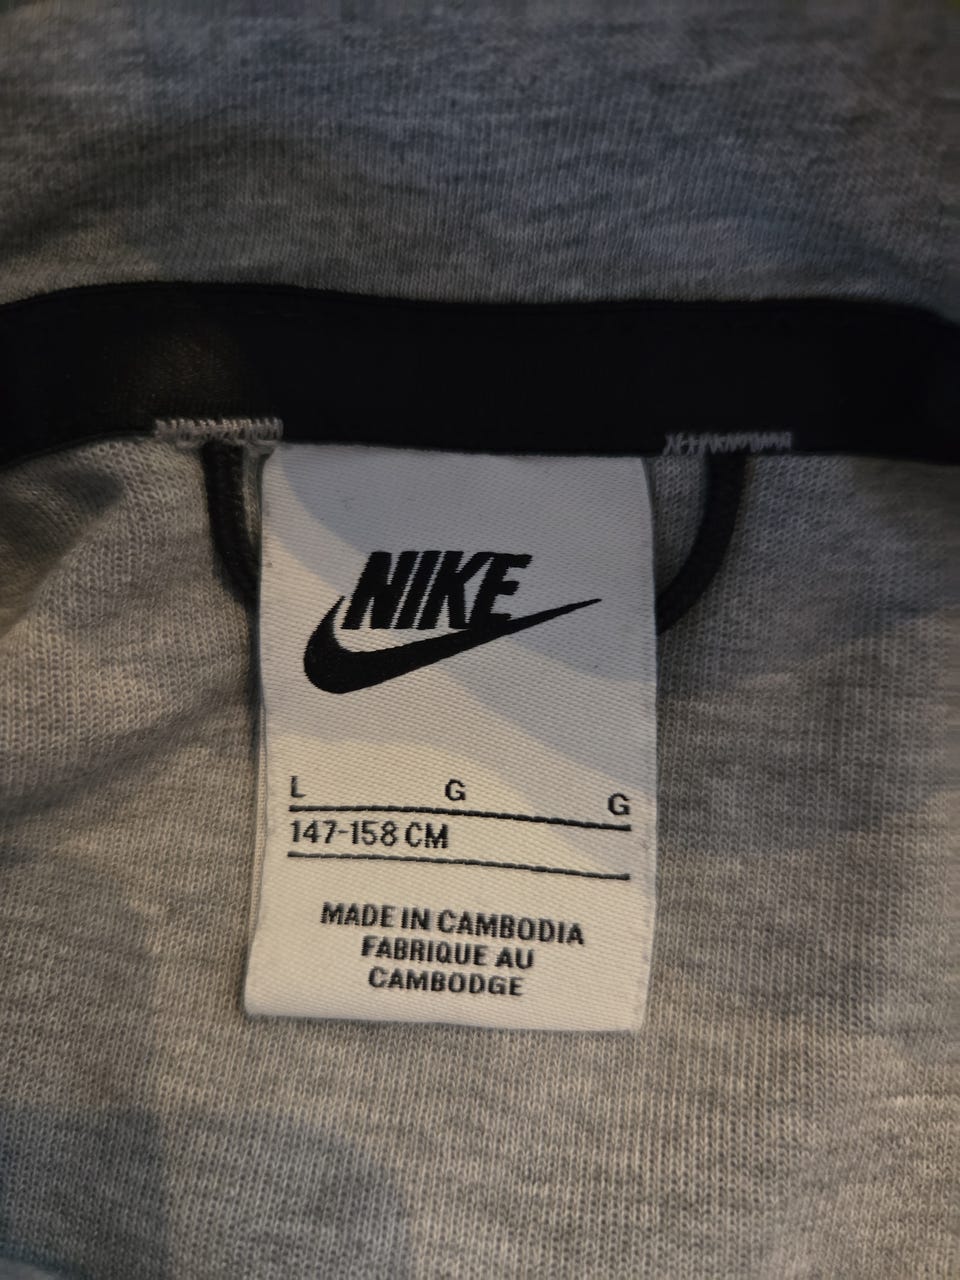 NIKE
L G G
147-158 CM
MADE IN CAMBODIA
FABRIQUE AU
CAMBODGE